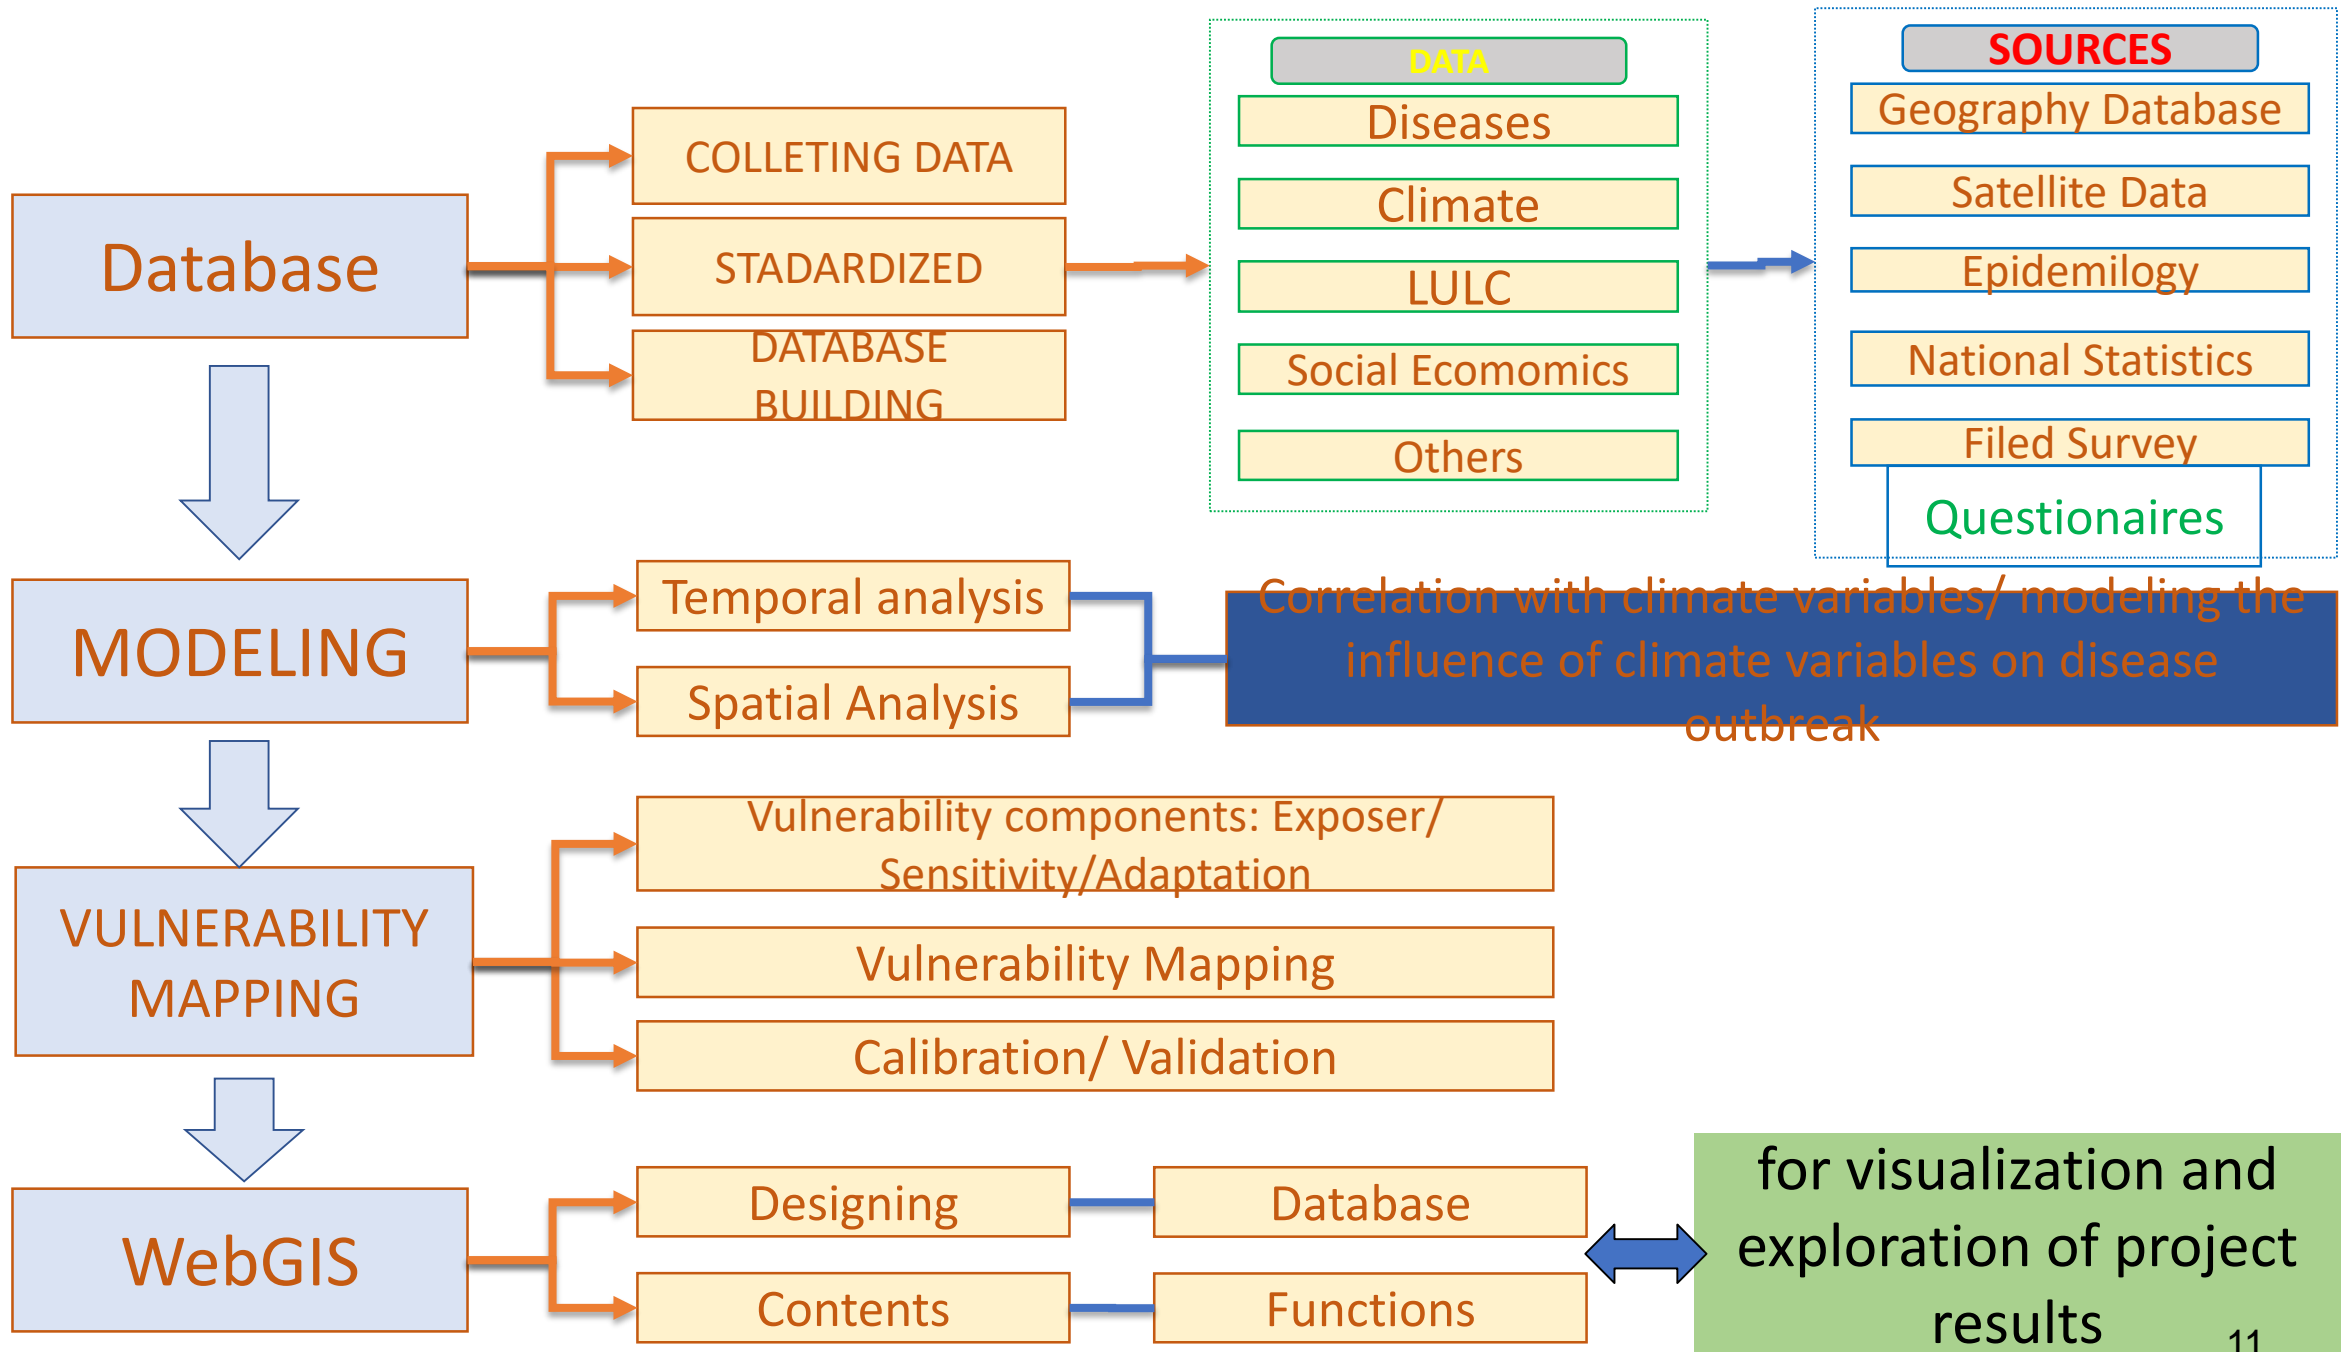 Database
COLLETING DATA
STADARDIZED
DATABASE
BUILDING
DATA
Diseases
Climate
LULC
Social Ecomomics
Others
SOURCES
Geography Database
Satellite Data
Epidemilogy
National Statistics
Filed Survey
Questionaires
MODELING
Temporal analysis
Spatial Analysis
Correlation with climate variables/ modeling the
influence of climate variables on disease
outbreak
VULNERABILITY
MAPPING
Vulnerability components: Exposer/
Sensitivity/Adaptation
Vulnerability Mapping
Calibration/ Validation
WebGIS
Designing
Database
Contents
Functions
for visualization and
exploration of project
results
11